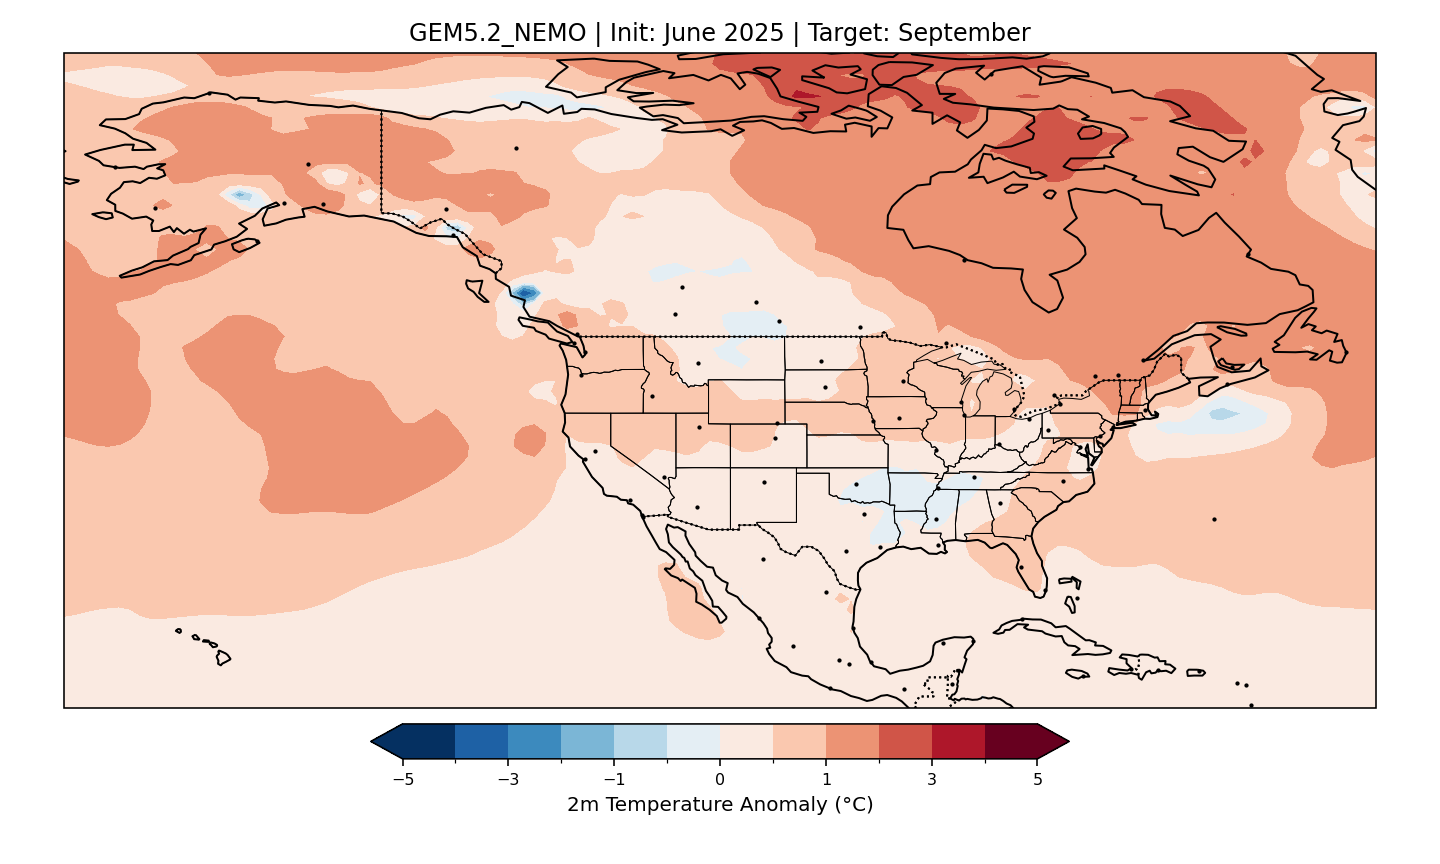 GEM5.2_NEMO | Init: June 2025 | Target: September
−5 −3 −1 0 1 3 5
2m Temperature Anomaly (°C)